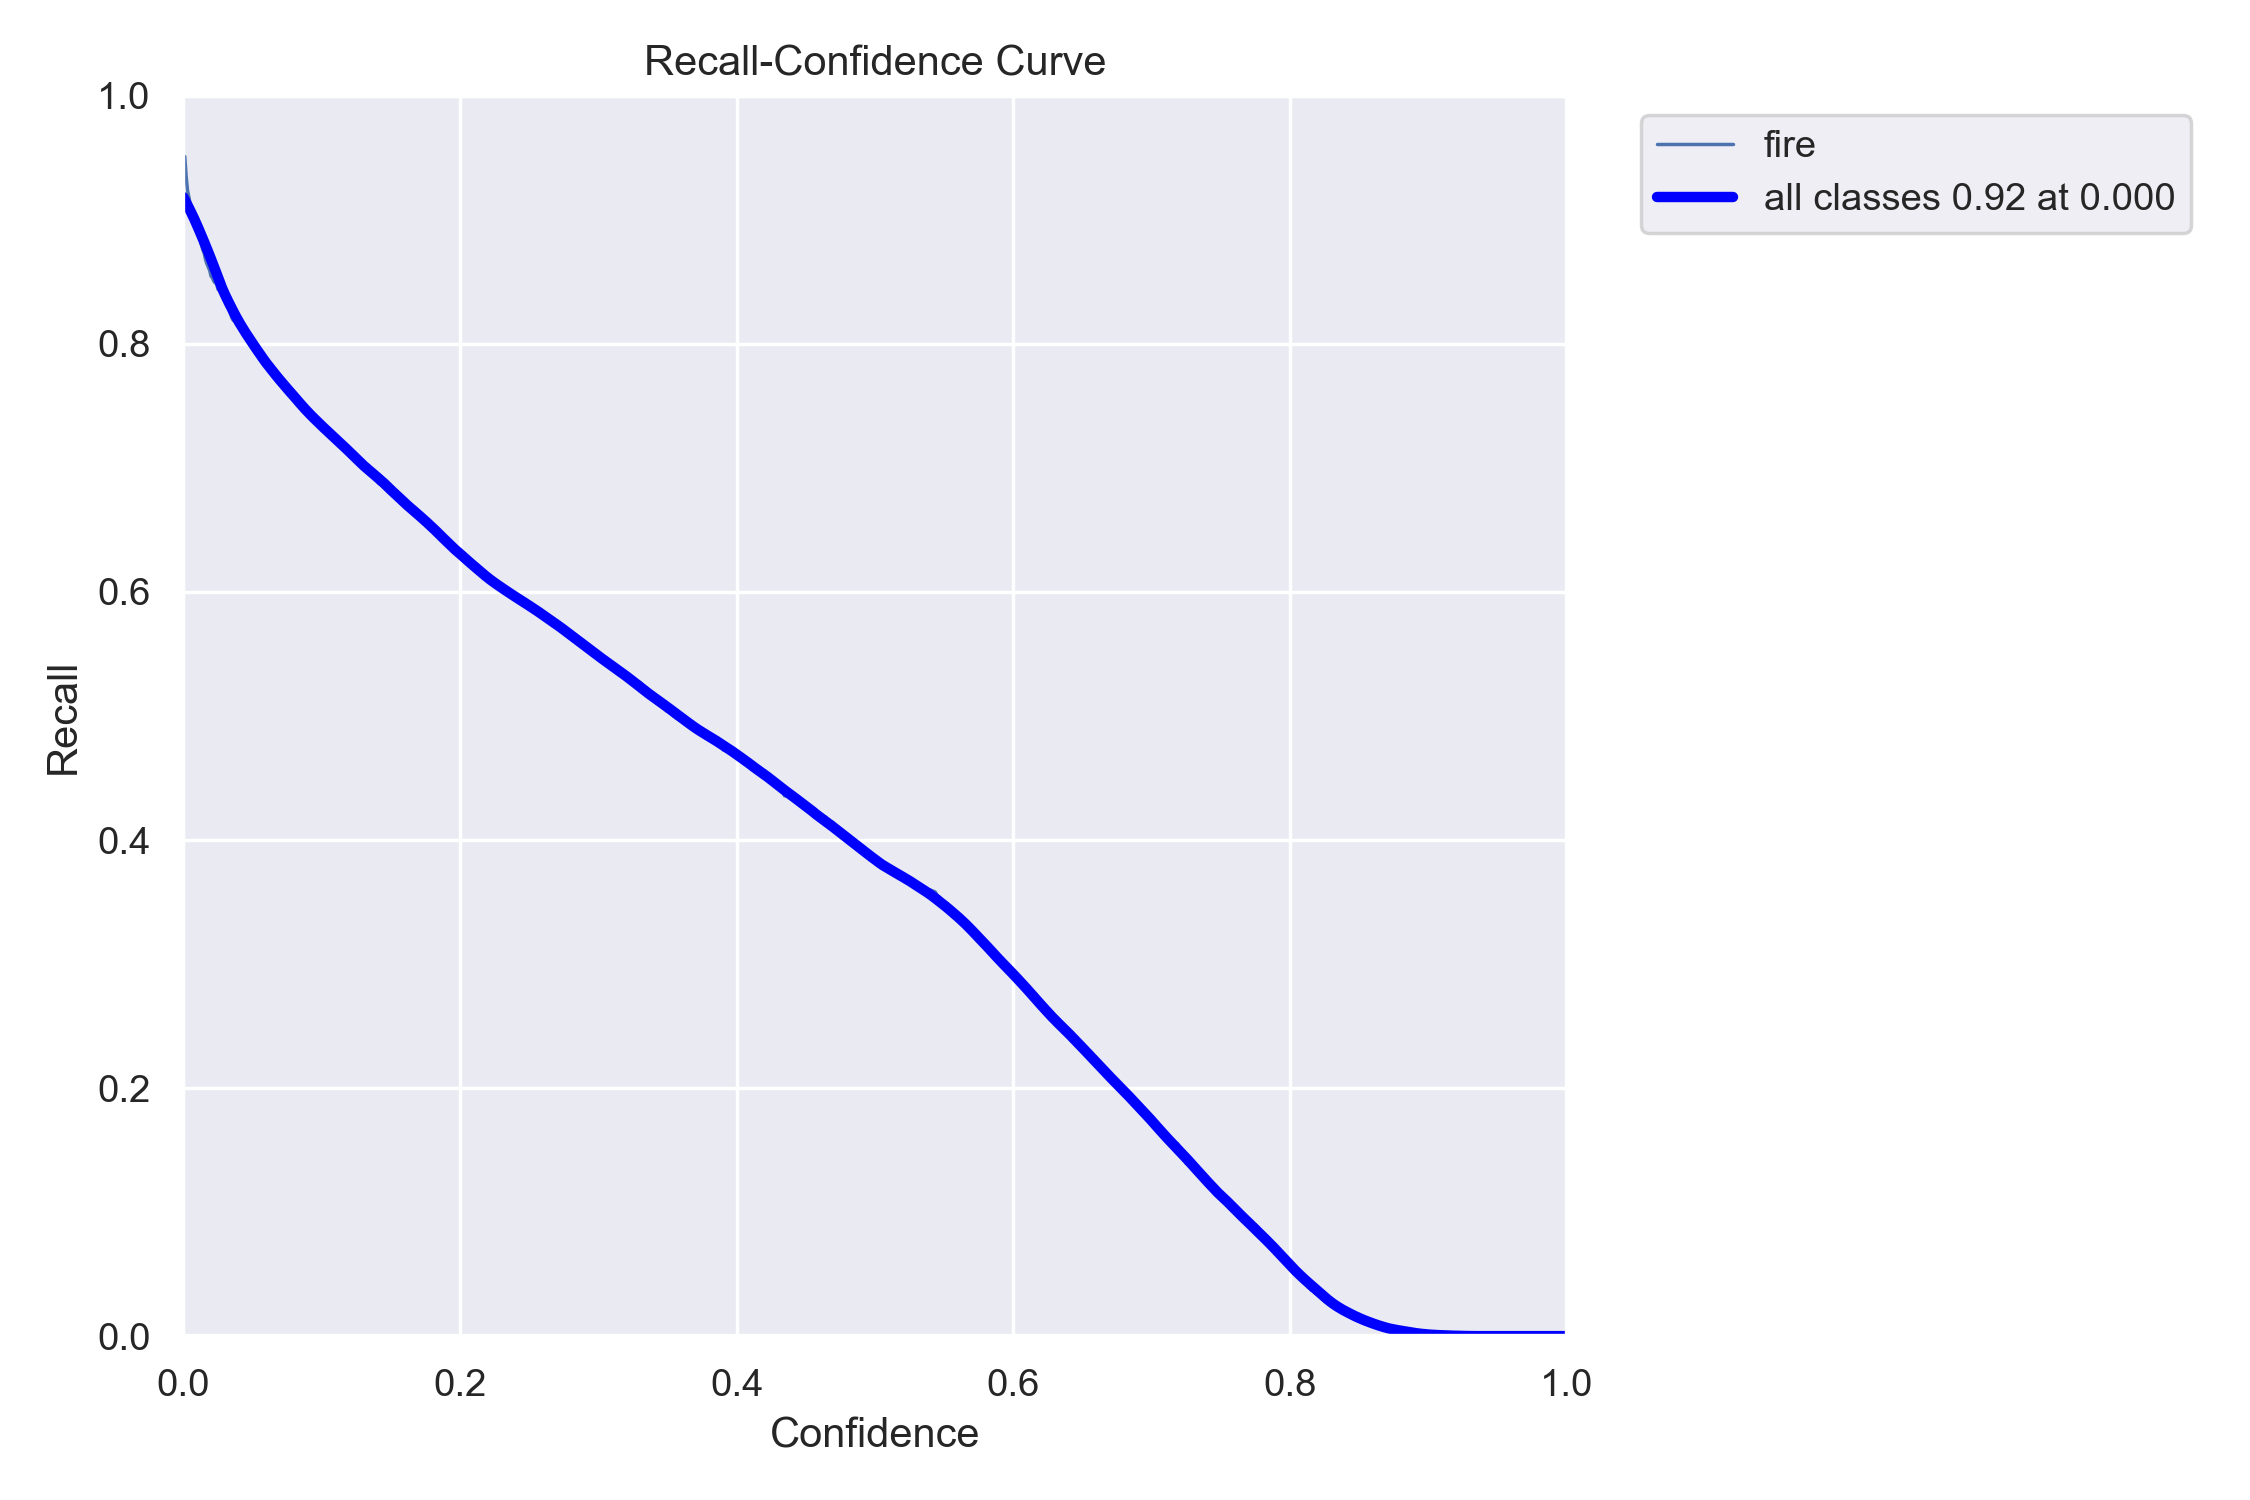 Recall-Confidence Curve
1.0
0.8
0.6
0.4
0.2
0.0
Recall
0.0 0.2 0.4 0.6 0.8 1.0
Confidence
fire
all classes 0.92 at 0.000